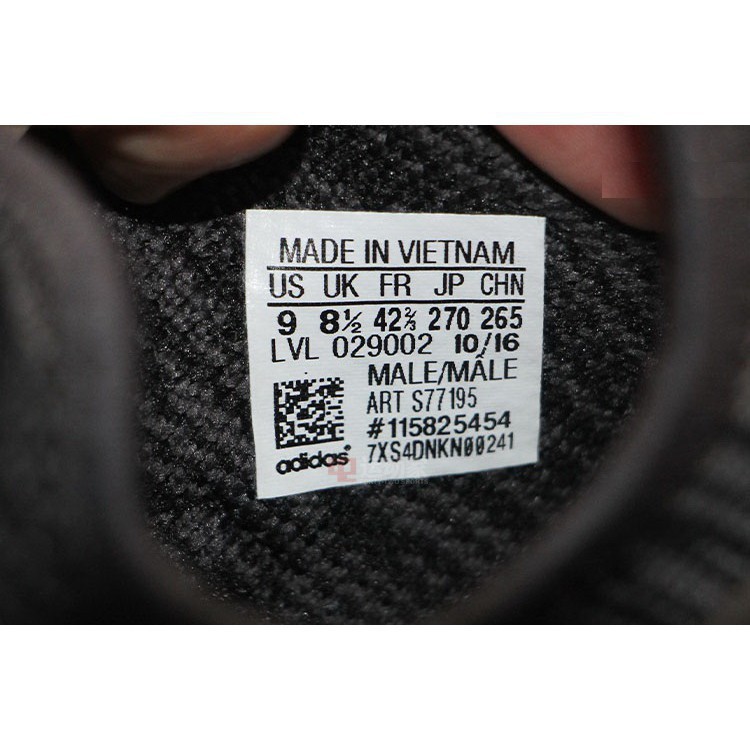 MADE IN VIETNAM
US UK FR JP CHN
9 8½ 42⅔ 270 265
LVL 029002 10/16
MALE/MÂLE
ART S77195
#115825454
7XS4DNKN00241
adidas